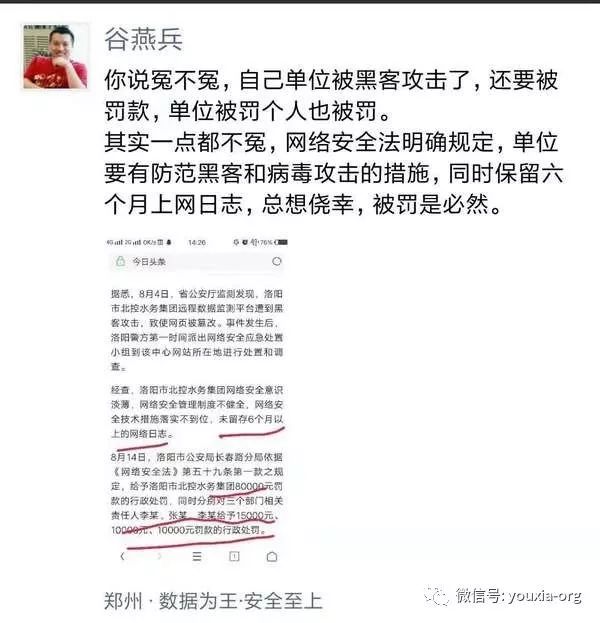 谷燕兵
你说冤不冤，自己单位被黑客攻击了，还要被
罚款，单位被罚个人也被罚。
其实一点都不冤，网络安全法明确规定，单位
要有防范黑客和病毒攻击的措施，同时保留六
个月上网日志，总想侥幸，被罚是必然。
14:26
76%
今日头条
据悉，8月4日，省公安厅监测发现，洛阳
市北控水务集团远程数据监测平台遭到黑
客攻击，致使网页被篡改。事件发生后，
洛阳警方第一时间派出网络安全应急处置
小组到该中心网站所在地进行处置和调
查。
经查，洛阳市北控水务集团网络安全意识
淡薄，网络安全管理制度不健全，网络安
全技术措施落实不到位，未留存6个月以
上的网络日志。
8月14日，洛阳市公安局长春路分局依据
《网络安全法》第五十九条第一款之规
定，给予洛阳市北控水务集团80000元罚
款的行政处罚，同时分别对三个部门相关
责任人李某、张某、李某给予15000元、
10000元、10000元罚款的行政处罚。
郑州·数据为王·安全至上
微信号: youxia-org